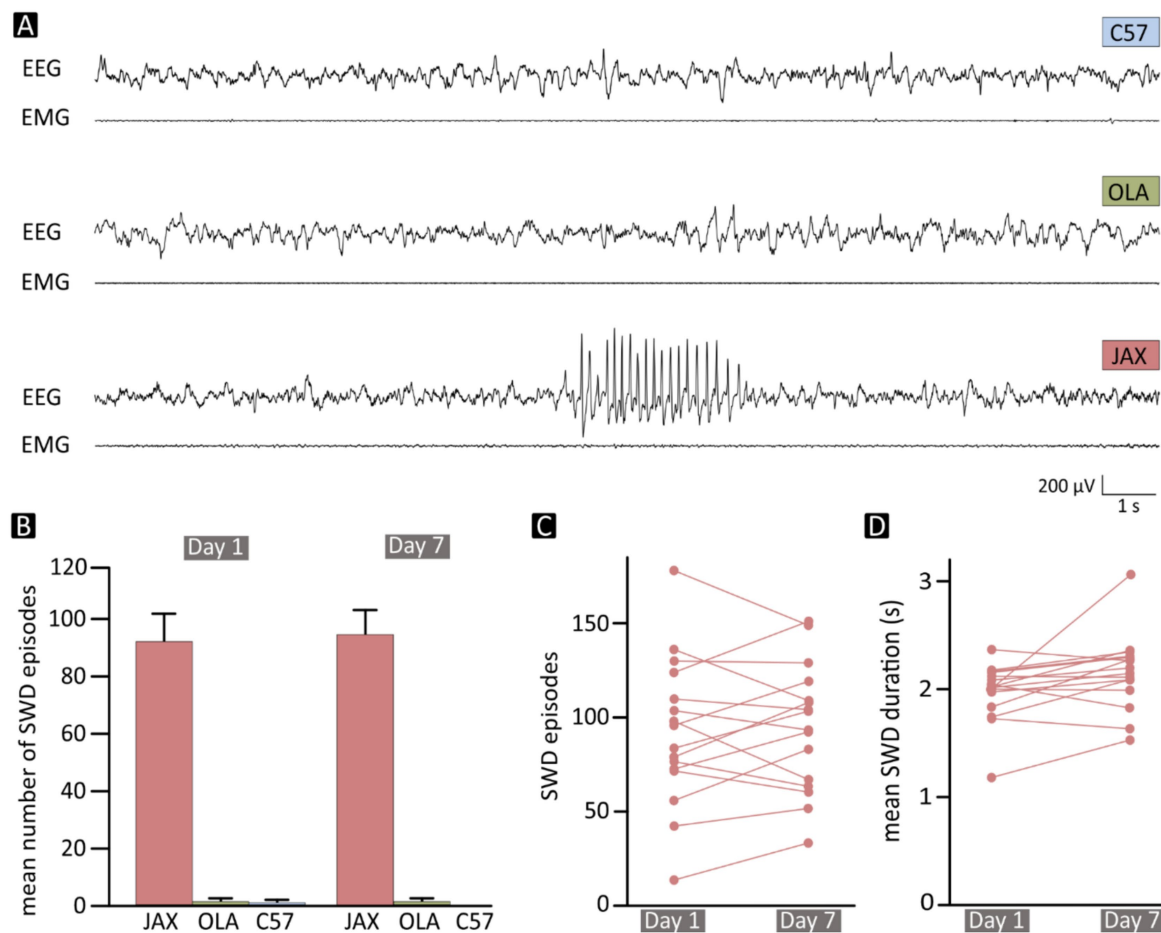 A
C57
EEG
EMG
OLA
EEG
EMG
JAX
EEG
EMG
200 µV
1 s
B
Day 1
Day 7
mean number of SWD episodes
120
100
80
60
40
20
0
JAX OLA C57 JAX OLA C57
C
SWD episodes
150
100
50
0
Day 1 Day 7
D
mean SWD duration (s)
3
2
1
0
Day 1 Day 7